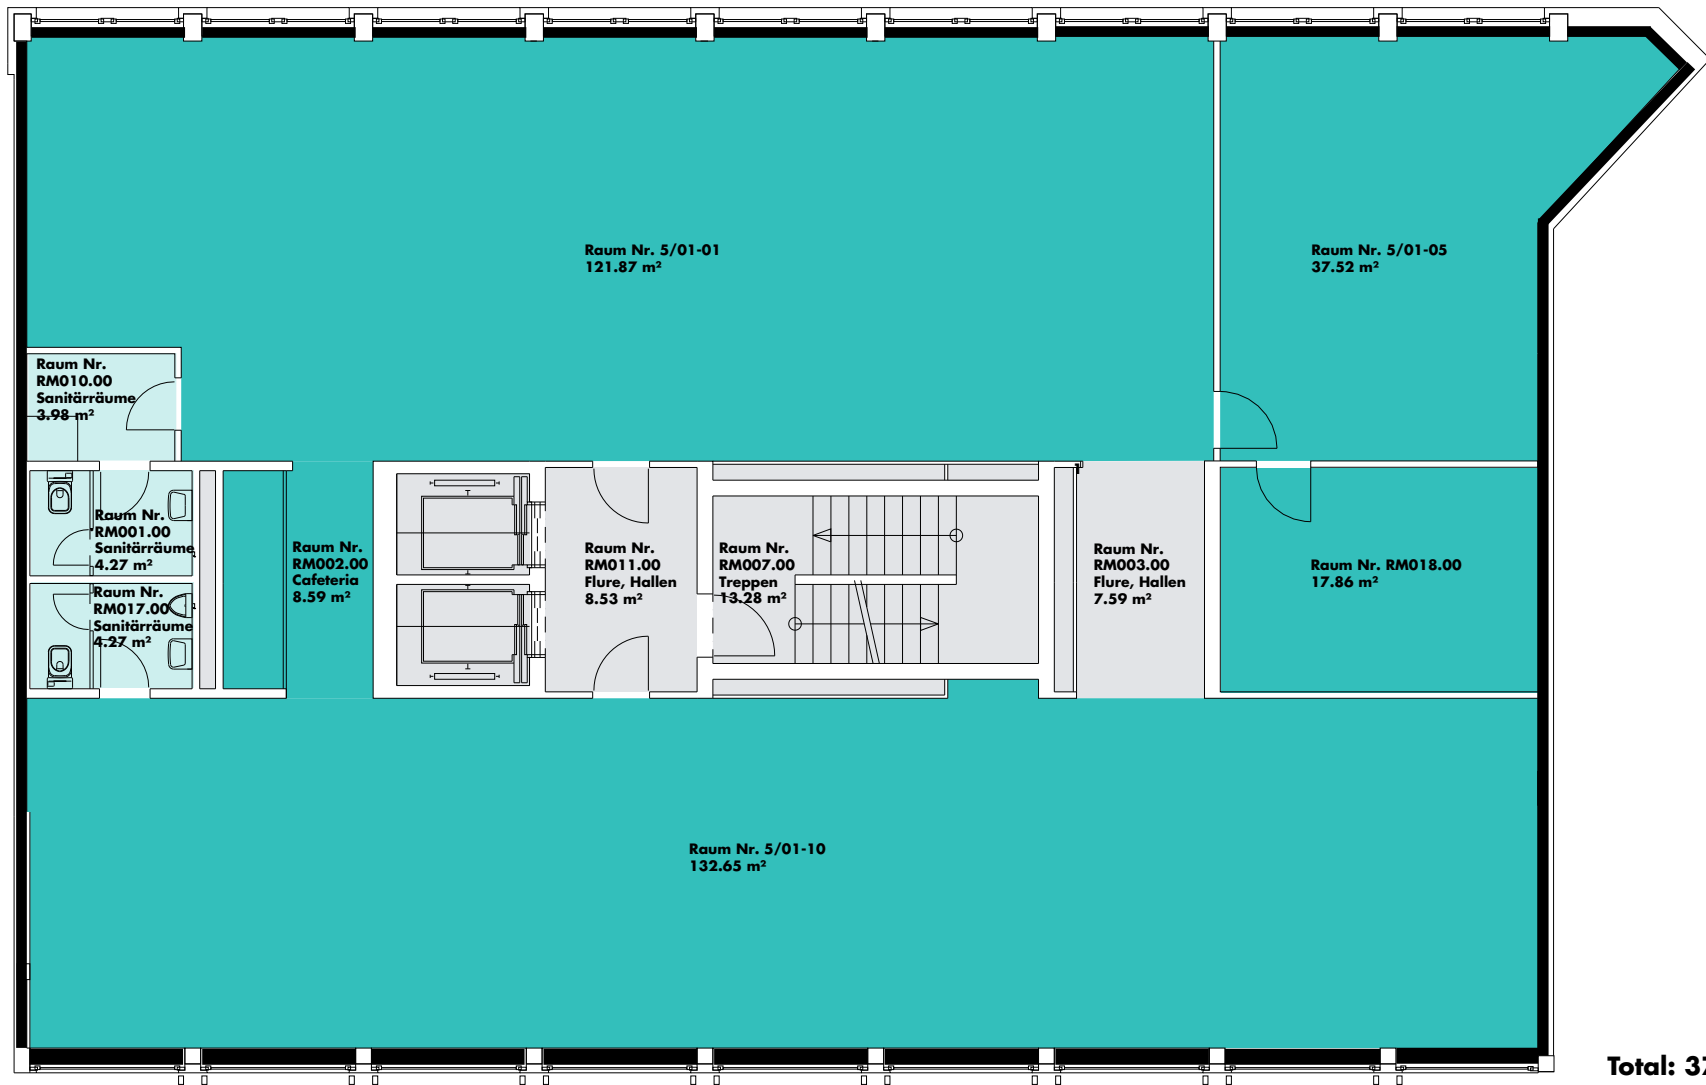 Raum Nr. 5/01-01
121.87 m²
Raum Nr. 5/01-05
37.52 m²
Raum Nr.
RM010.00
Sanitärräume
3.98 m²
Raum Nr.
RM001.00
Sanitärräume
4.27 m²
Raum Nr.
RM017.00
Sanitärräume
4.27 m²
Raum Nr.
RM002.00
Cafeteria
8.59 m²
Raum Nr.
RM011.00
Flure, Hallen
8.53 m²
Raum Nr.
RM007.00
Treppen
13.28 m²
Raum Nr.
RM003.00
Flure, Hallen
7.59 m²
Raum Nr. RM018.00
17.86 m²
Raum Nr. 5/01-10
132.65 m²
Total: 37